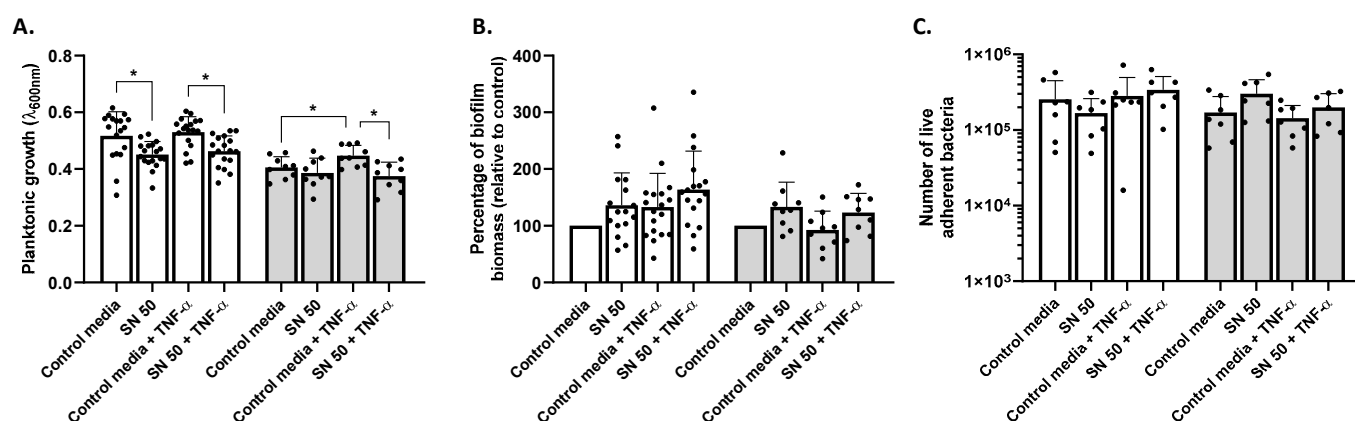 A.
Planktonic growth (λ600nm)
0.8
0.6
0.4
0.2
0.0
*
*
*
*
Control media
SN 50
Control media + TNF-α
SN 50 + TNF-α
Control media
SN 50
Control media + TNF-α
SN 50 + TNF-α
B.
Percentage of biofilm
biomass (relative to control)
400
300
200
100
0
Control media
SN 50
Control media + TNF-α
SN 50 + TNF-α
Control media
SN 50
Control media + TNF-α
SN 50 + TNF-α
C.
Number of live
adherent bacteria
1×10⁶
1×10⁵
1×10⁴
1×10³
Control media
SN 50
Control media + TNF-α
SN 50 + TNF-α
Control media
SN 50
Control media + TNF-α
SN 50 + TNF-α